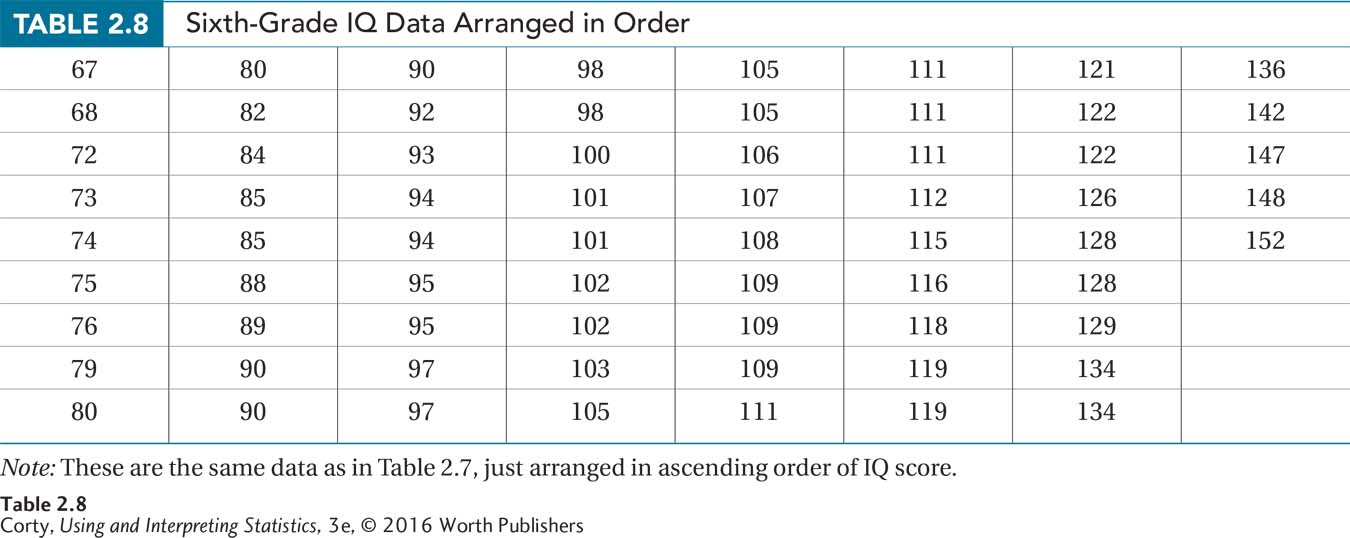 TABLE 2.8 Sixth-Grade IQ Data Arranged in Order
67 80 90 98 105 111 121 136
68 82 92 98 105 111 122 142
72 84 93 100 106 111 122 147
73 85 94 101 107 112 126 148
74 85 94 101 108 115 128 152
75 88 95 102 109 116 128
76 89 95 102 109 118 129
79 90 97 103 109 119 134
80 90 97 105 111 119 134
Note: These are the same data as in Table 2.7, just arranged in ascending order of IQ score.
Table 2.8
Corty, Using and Interpreting Statistics, 3e, © 2016 Worth Publishers